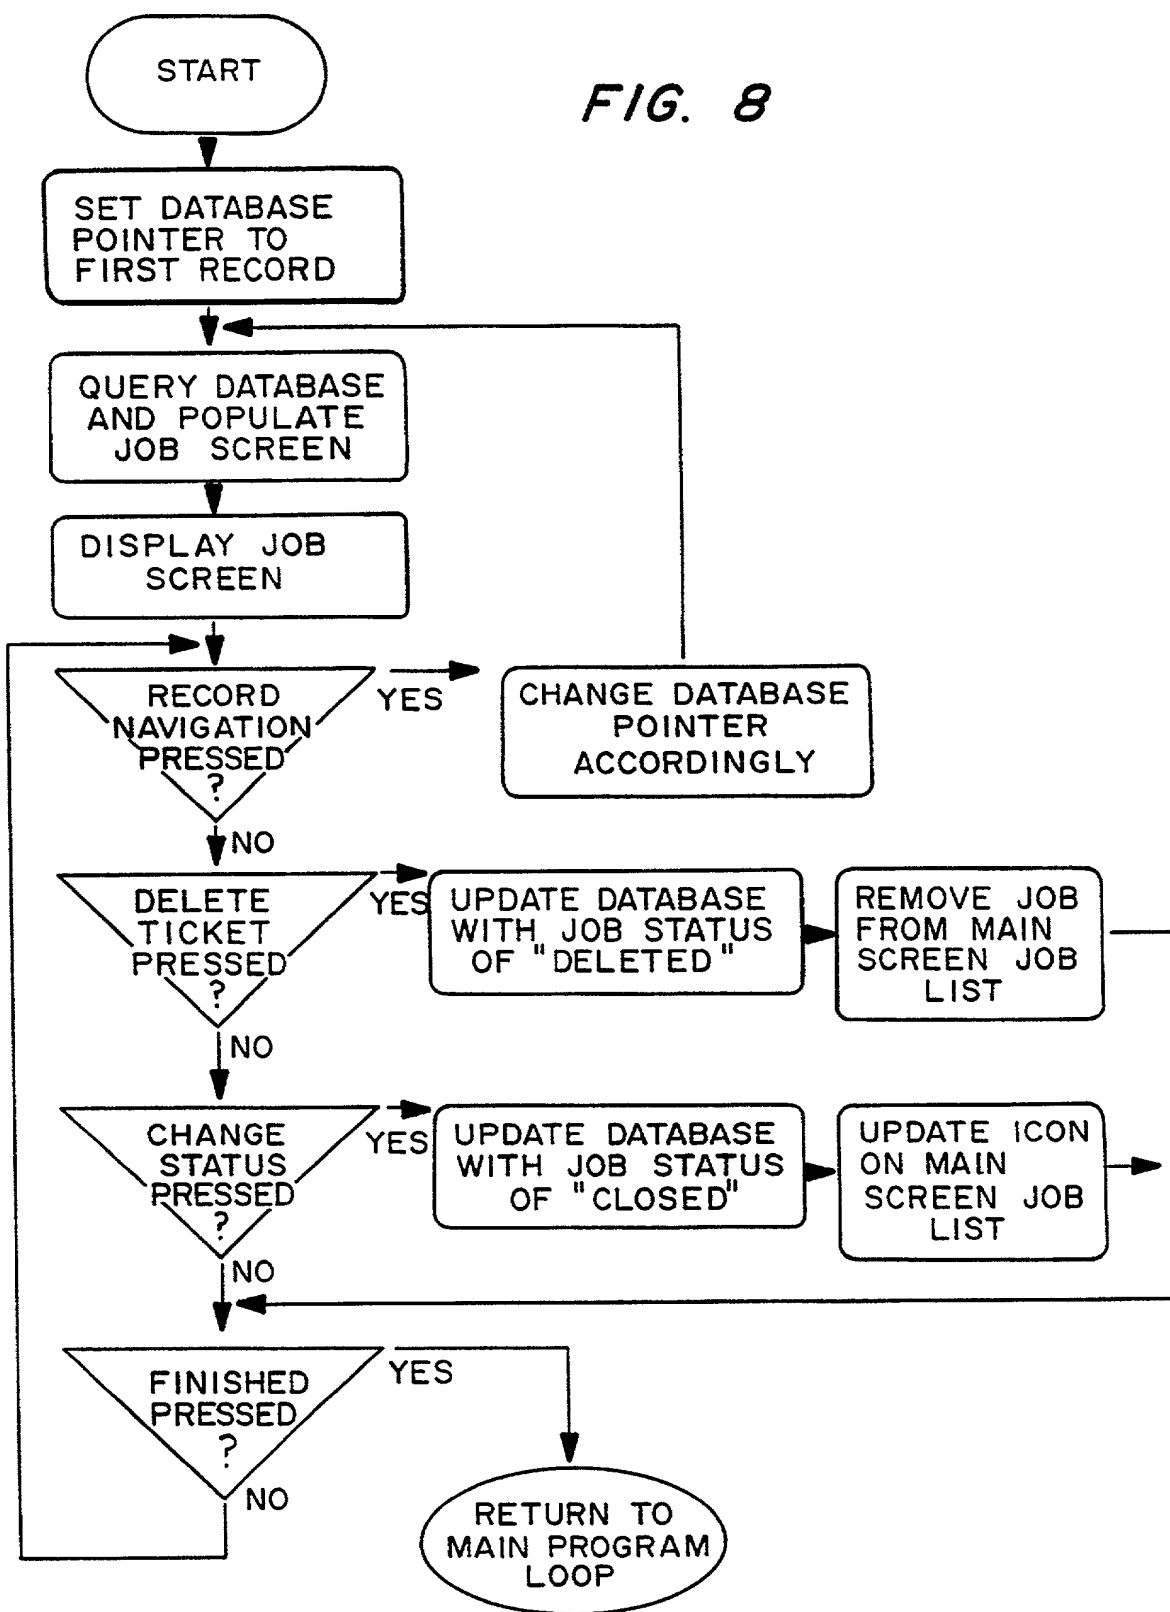 START
FIG. 8
SET DATABASE
POINTER TO
FIRST RECORD
QUERY DATABASE
AND POPULATE
JOB SCREEN
DISPLAY JOB
SCREEN
RECORD
NAVIGATION
PRESSED
?
YES
CHANGE DATABASE
POINTER
ACCORDINGLY
NO
DELETE
TICKET
PRESSED
?
YES
UPDATE DATABASE
WITH JOB STATUS
OF "DELETED"
REMOVE JOB
FROM MAIN
SCREEN JOB
LIST
NO
CHANGE
STATUS
PRESSED
?
YES
UPDATE DATABASE
WITH JOB STATUS
OF "CLOSED"
UPDATE ICON
ON MAIN
SCREEN JOB
LIST
NO
FINISHED
PRESSED
?
YES
NO
RETURN TO
MAIN PROGRAM
LOOP